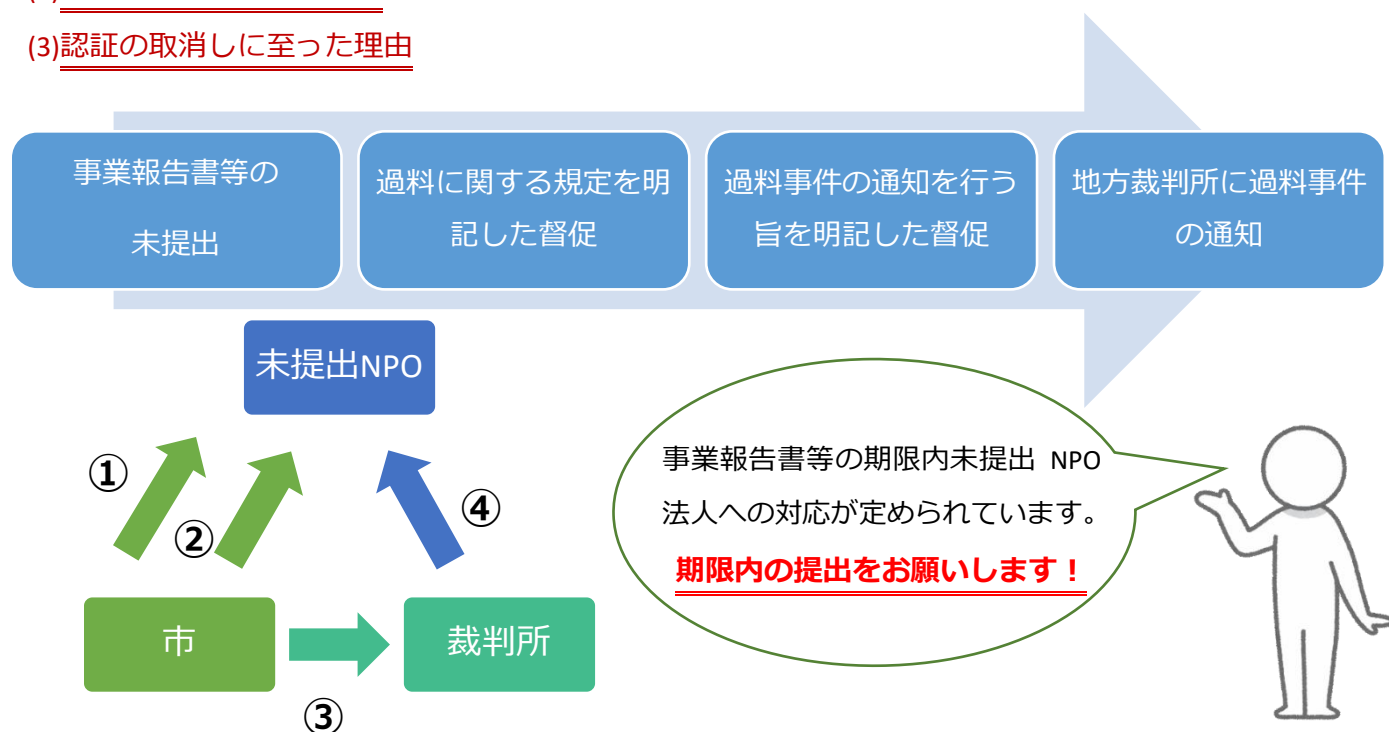 (3)認証の取消しに至った理由
事業報告書等の
未提出
過料に関する規定を明
記した督促
過料事件の通知を行う
旨を明記した督促
地方裁判所に過料事件
の通知
未提出NPO
①
②
④
市
裁判所
③
事業報告書等の期限内未提出 NPO
法人への対応が定められています。
期限内の提出をお願いします！